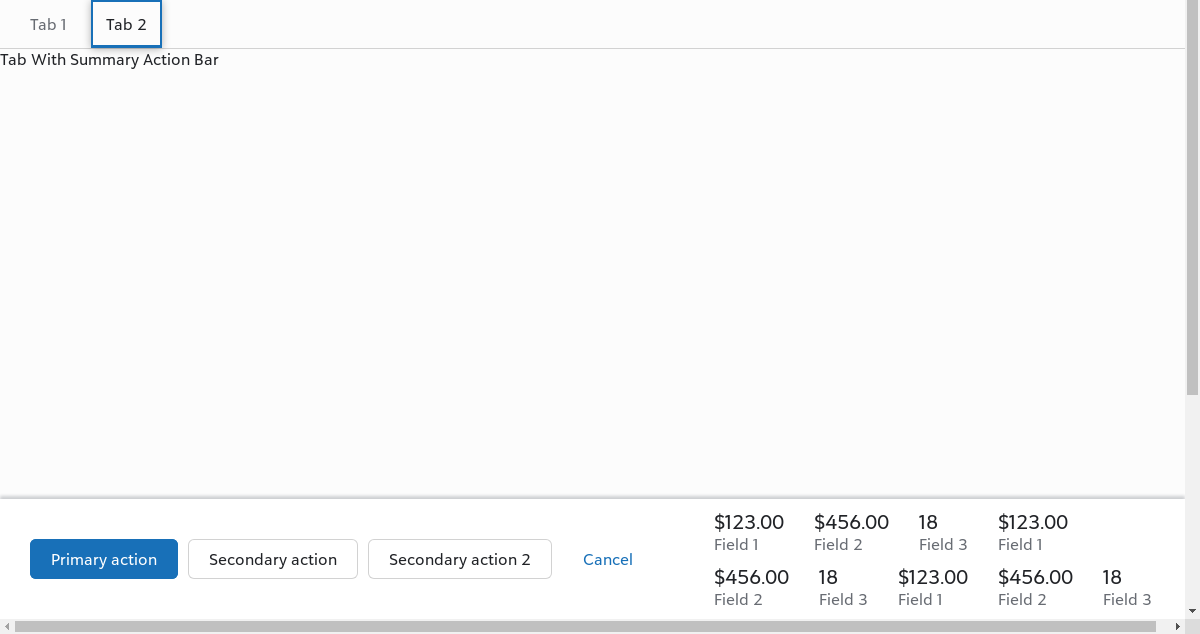 Tab 1 Tab 2
Tab With Summary Action Bar
Primary action Secondary action Secondary action 2 Cancel
$123.00 $456.00 18 $123.00
Field 1 Field 2 Field 3 Field 1
$456.00 18 $123.00 $456.00 18
Field 2 Field 3 Field 1 Field 2 Field 3